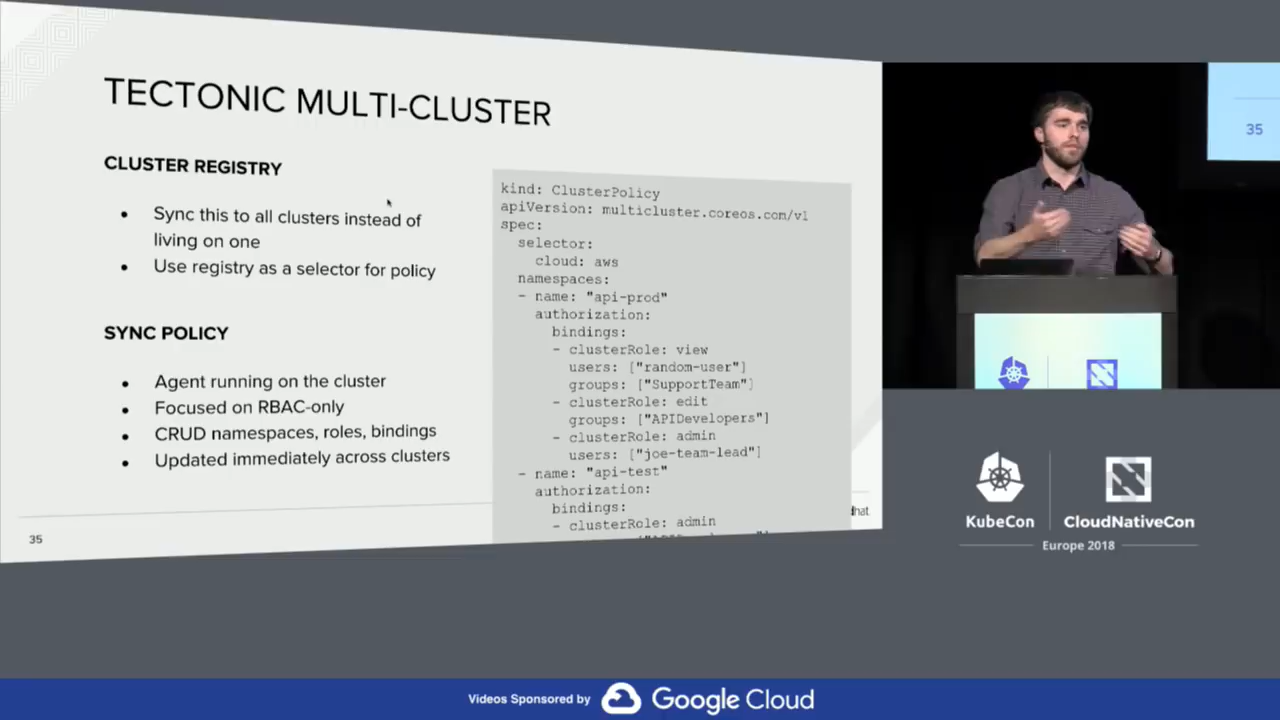 TECTONIC MULTI-CLUSTER
CLUSTER REGISTRY
• Sync this to all clusters instead of
living on one
• Use registry as a selector for policy
SYNC POLICY
• Agent running on the cluster
• Focused on RBAC-only
• CRUD namespaces, roles, bindings
• Updated immediately across clusters
35
kind: ClusterPolicy
apiVersion: multicluster.coreos.com/v1
spec:
  selector:
    cloud: aws
  namespaces:
  - name: "api-prod"
    authorization:
      bindings:
      - clusterRole: view
        users: ["random-user"]
        groups: ["SupportTeam"]
      - clusterRole: edit
        groups: ["APIDevelopers"]
      - clusterRole: admin
        users: ["joe-team-lead"]
  - name: "api-test"
    authorization:
      bindings:
      - clusterRole: admin
35
KubeCon
CloudNativeCon
Europe 2018
Videos Sponsored by Google Cloud